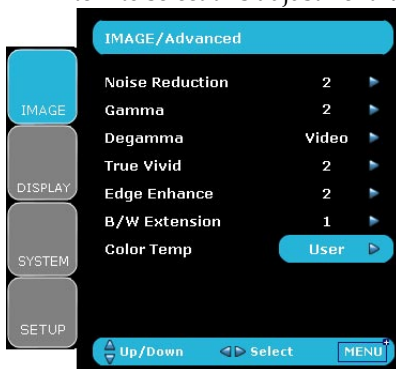 IMAGE/Advanced
IMAGE
DISPLAY
SYSTEM
SETUP
Noise Reduction 2
Gamma 2
Degamma Video
True Vivid 2
Edge Enhance 2
B/W Extension 1
Color Temp User
Up/Down Select MENU